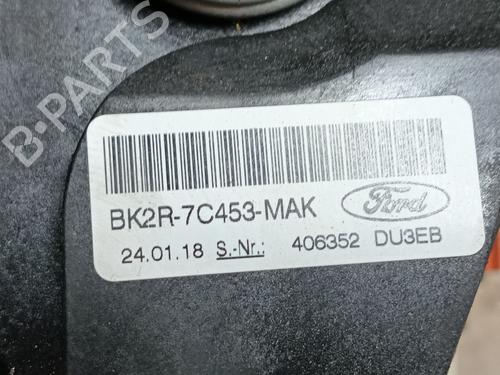 B-PARTS
BK2R-7C453-MAK
Ford
24.01.18 S.-Nr.: 406352 DU3EB